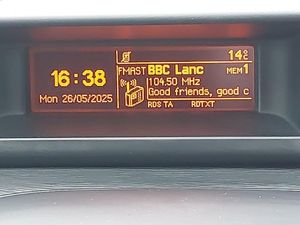 14°C
16:38
FMAST BBC Lanc MEM1
104.50 MHz
Mon 26/05/2025
Good friends, good c
RDS TA RDTXT